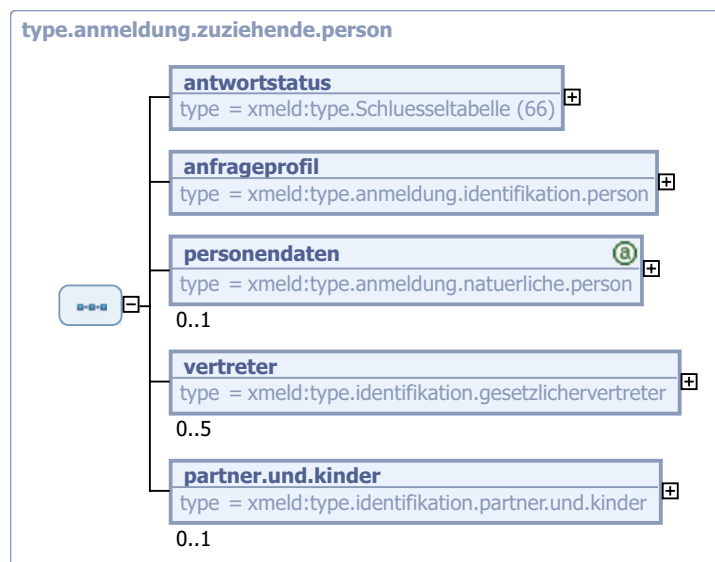 type.anmeldung.zuziehende.person
antwortstatus
type = xmeld:type.Schluesseltabelle (66)
anfrageprofil
type = xmeld:type.anmeldung.identifikation.person
personendaten
a
type = xmeld:type.anmeldung.natuerliche.person
0..1
vertreter
type = xmeld:type.identifikation.gesetzlichervertreter
0..5
partner.und.kinder
type = xmeld:type.identifikation.partner.und.kinder
0..1